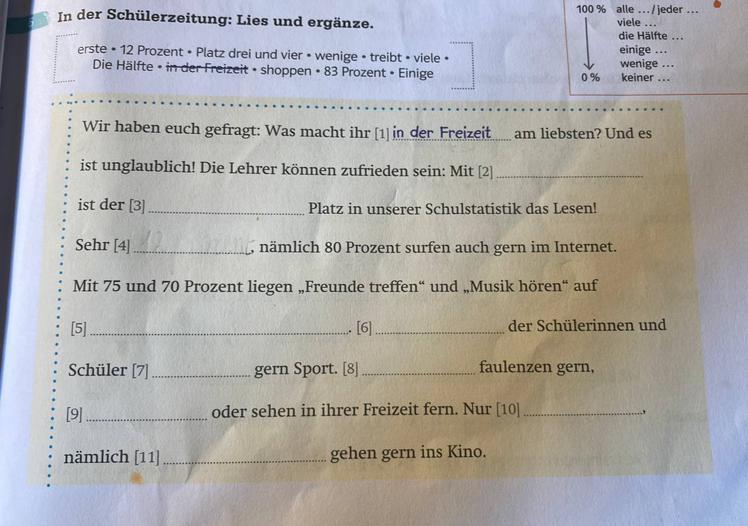 5 In der Schülerzeitung: Lies und ergänze.
100 % alle … / jeder …
viele …
die Hälfte …
einige …
wenige …
0 % keiner …
erste • 12 Prozent • Platz drei und vier • wenige • treibt • viele •
Die Hälfte • in der Freizeit • shoppen • 83 Prozent • Einige
Wir haben euch gefragt: Was macht ihr [1] in der Freizeit am liebsten? Und es
ist unglaublich! Die Lehrer können zufrieden sein: Mit [2]
ist der [3] Platz in unserer Schulstatistik das Lesen!
Sehr [4] , nämlich 80 Prozent surfen auch gern im Internet.
Mit 75 und 70 Prozent liegen „Freunde treffen“ und „Musik hören“ auf
[5] . [6] der Schülerinnen und
Schüler [7] gern Sport. [8] faulenzen gern,
[9] oder sehen in ihrer Freizeit fern. Nur [10] ,
nämlich [11] gehen gern ins Kino.